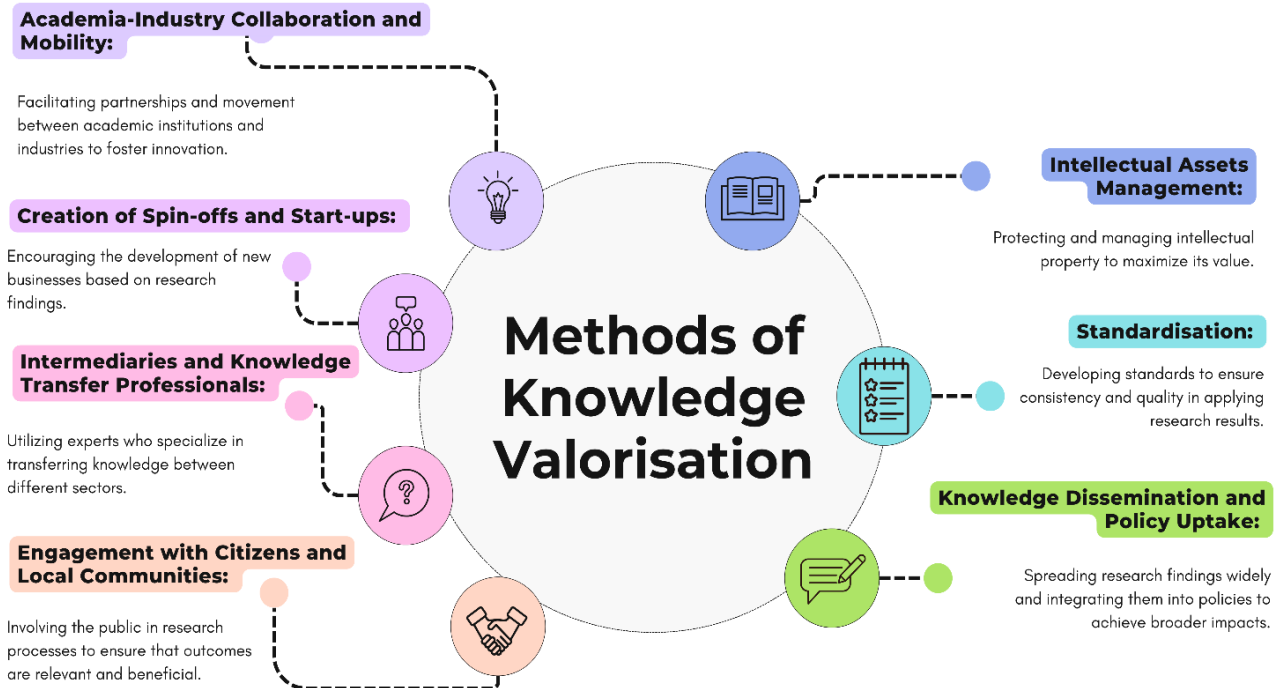 Academia-Industry Collaboration and
Mobility:
Facilitating partnerships and movement
between academic institutions and
industries to foster innovation.
Creation of Spin-offs and Start-ups:
Encouraging the development of new
businesses based on research
findings.
Intermediaries and Knowledge
Transfer Professionals:
Utilizing experts who specialize in
transferring knowledge between
different sectors.
Engagement with Citizens and
Local Communities:
Involving the public in research
processes to ensure that outcomes
are relevant and beneficial.
Methods of
Knowledge
Valorisation
Intellectual Assets
Management:
Protecting and managing intellectual
property to maximize its value.
Standardisation:
Developing standards to ensure
consistency and quality in applying
research results.
Knowledge Dissemination and
Policy Uptake:
Spreading research findings widely
and integrating them into policies to
achieve broader impacts.
?